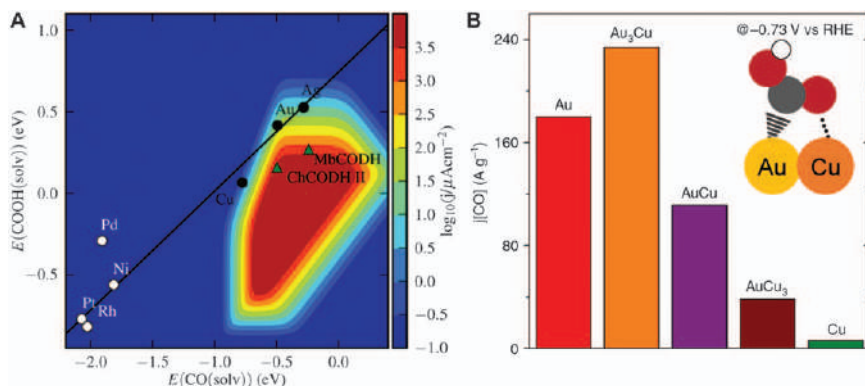 A
1.0
0.5
0.0
−0.5
E(COOH(solv)) (eV)
−2.0
−1.5
−1.0
−0.5
0.0
E(CO(solv)) (eV)
Pd
Ni
Pt
Rh
Cu
Au
Ag
MbCODH
ChCODH II
3.5
3.0
2.5
2.0
1.5
1.0
0.5
0.0
−0.5
−1.0
log₁₀(j/μAcm⁻²)
B
@−0.73 V vs RHE
240
160
80
0
j[CO] (A g⁻¹)
Au
Au₃Cu
AuCu
AuCu₃
Cu
Au
Cu